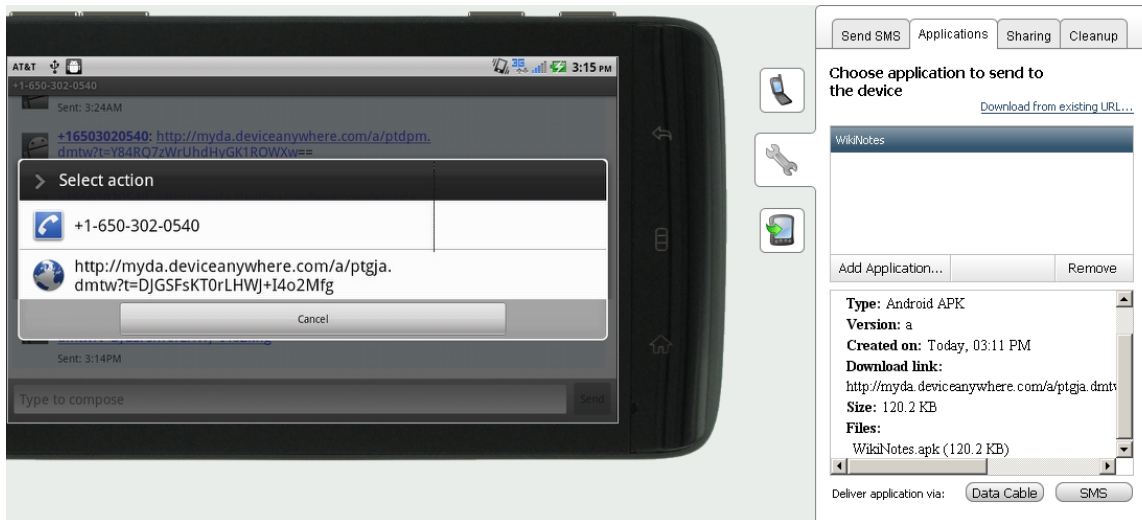 AT&T 3G 3:15 PM
+1-650-302-0540
Sent: 3:24AM
+16503020540: http://myda.deviceanywhere.com/a/ptdpm.
dmtw?t=Y84RQ7zWrUhdHyGK1ROWXw==
Select action
+1-650-302-0540
http://myda.deviceanywhere.com/a/ptgja.
dmtw?t=DJGSFsKT0rLHWJ+I4o2Mfg
Cancel
Sent: 3:14PM
Type to compose
Send
Send SMS
Applications
Sharing
Cleanup
Choose application to send to
the device
Download from existing URL...
WikiNotes
Add Application...
Remove
Type: Android APK
Version: a
Created on: Today, 03:11 PM
Download link:
http://myda.deviceanywhere.com/a/ptgja.dmtw
Size: 120.2 KB
Files:
WikiNotes.apk (120.2 KB)
Deliver application via:
Data Cable
SMS